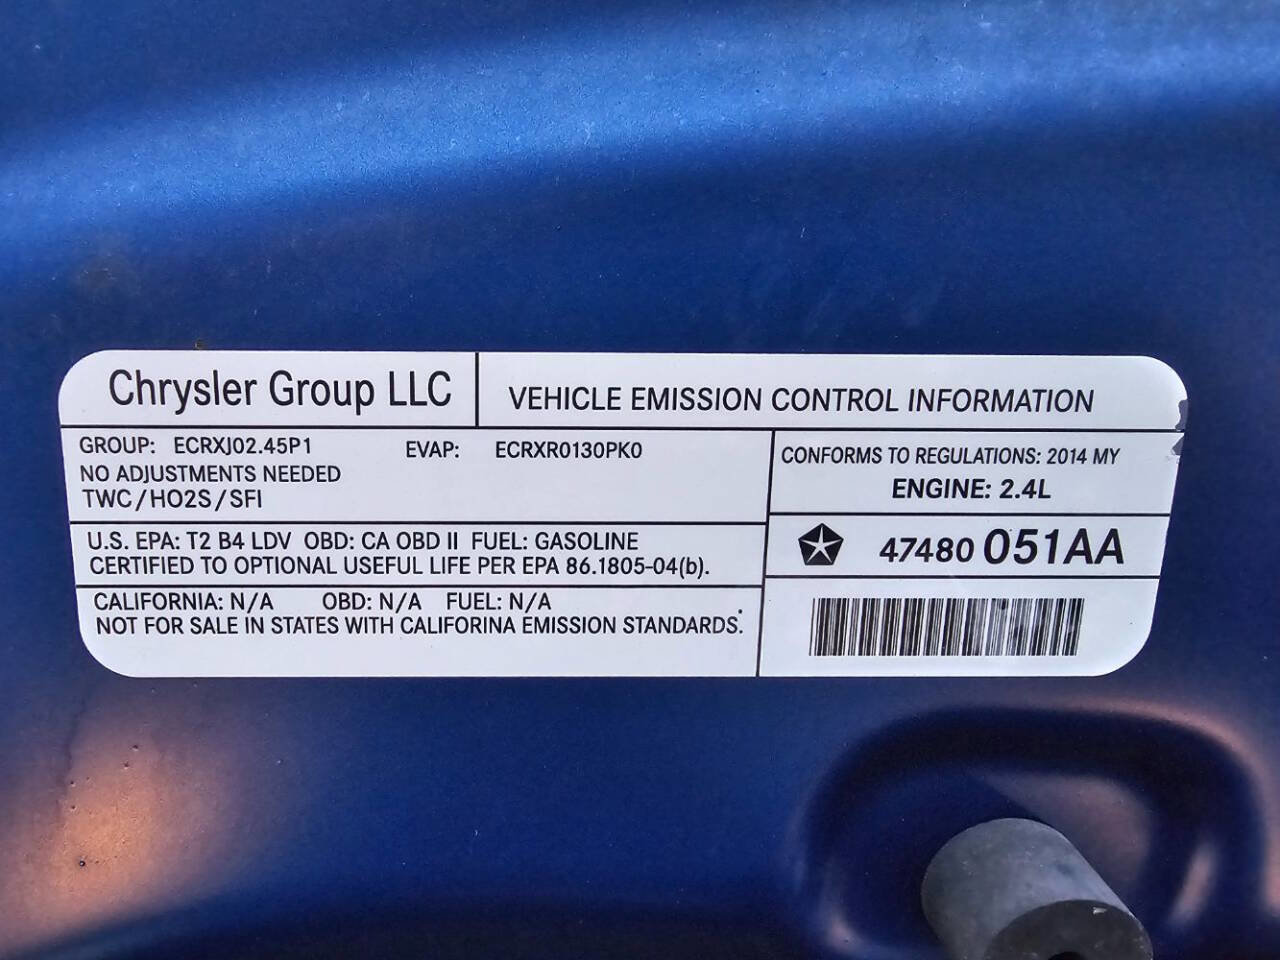 Chrysler Group LLC
VEHICLE EMISSION CONTROL INFORMATION
GROUP: ECRXJ02.45P1 EVAP: ECRXR0130PK0
NO ADJUSTMENTS NEEDED
TWC/HO2S/SFI
CONFORMS TO REGULATIONS: 2014 MY
ENGINE: 2.4L
U.S. EPA: T2 B4 LDV OBD: CA OBD II FUEL: GASOLINE
CERTIFIED TO OPTIONAL USEFUL LIFE PER EPA 86.1805-04(b).
47480 051AA
CALIFORNIA: N/A OBD: N/A FUEL: N/A
NOT FOR SALE IN STATES WITH CALIFORINA EMISSION STANDARDS.